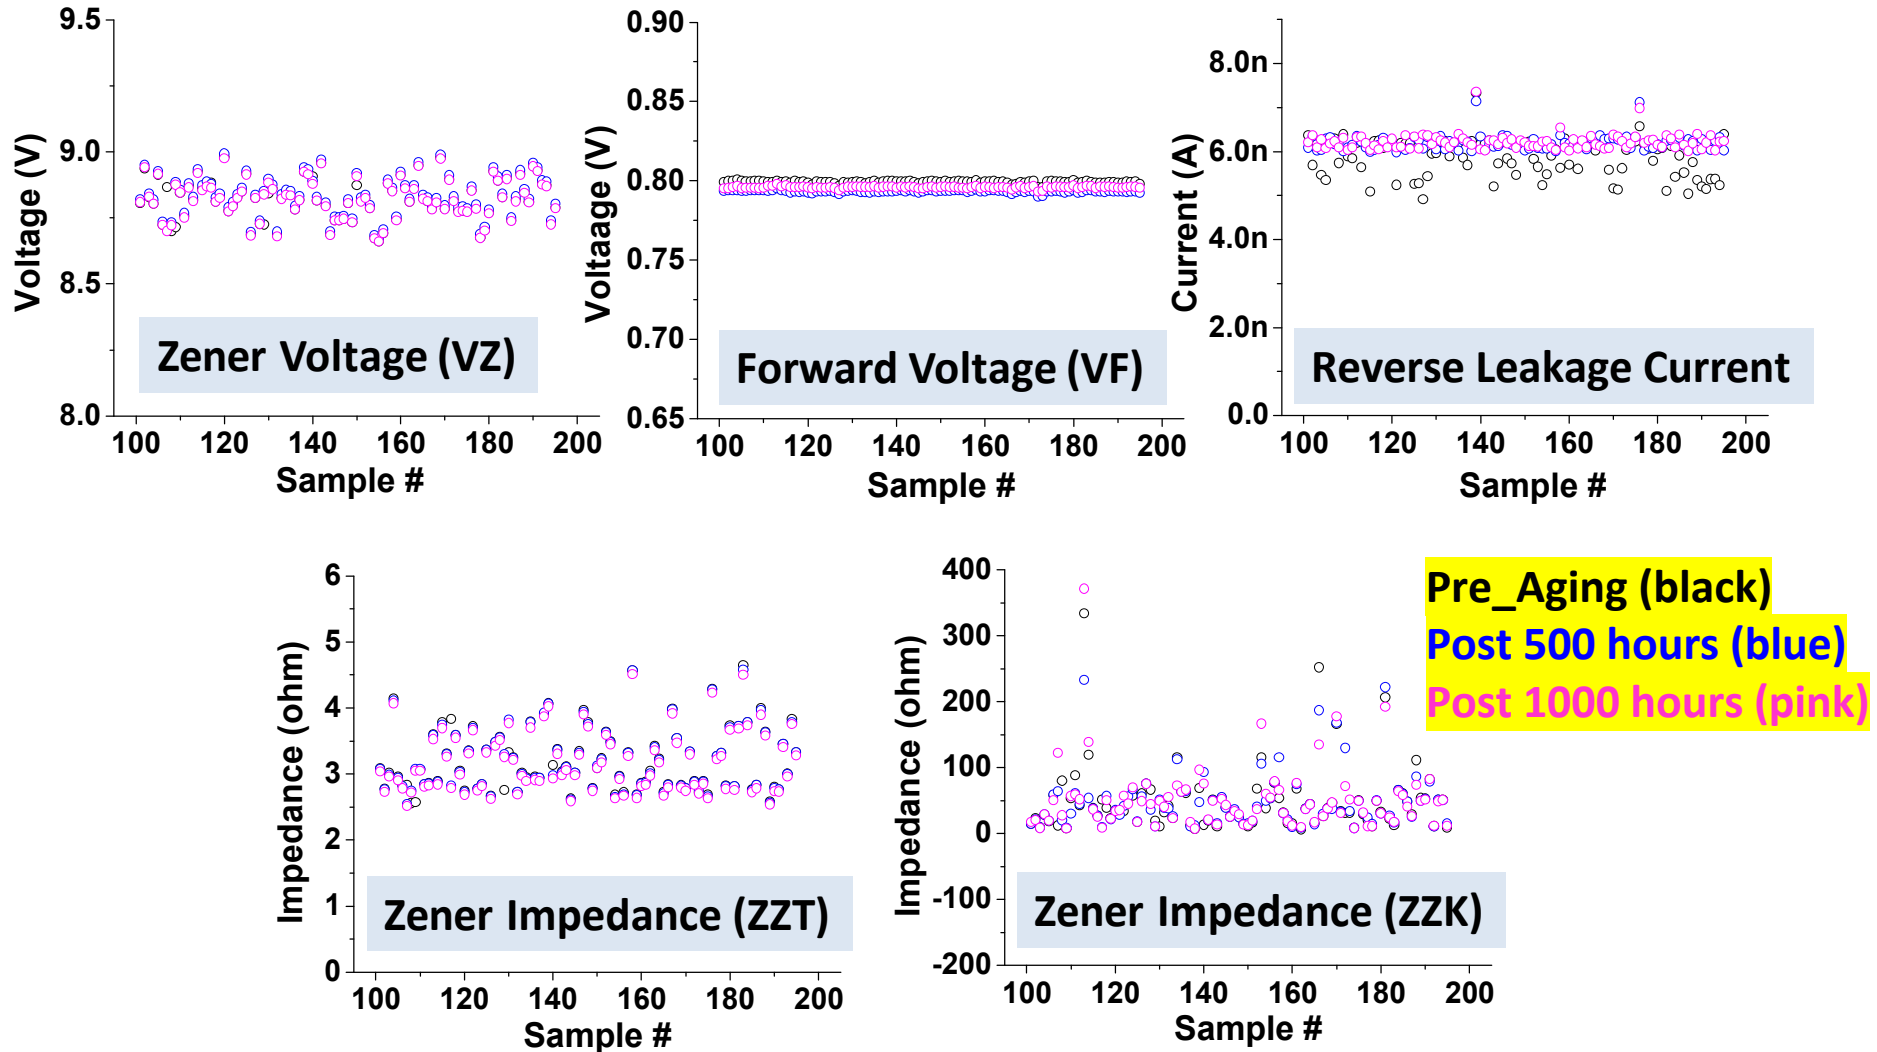 9.5
9.0
8.5
8.0
Voltage (V)
Zener Voltage (VZ)
100 120 140 160 180 200
Sample #
0.90
0.85
0.80
0.75
0.70
0.65
Voltaage (V)
Forward Voltage (VF)
100 120 140 160 180 200
Sample #
8.0n
6.0n
4.0n
2.0n
0.0
Current (A)
Reverse Leakage Current
100 120 140 160 180 200
Sample #
6
5
4
3
2
1
0
Impedance (ohm)
Zener Impedance (ZZT)
100 120 140 160 180 200
Sample #
400
300
200
100
0
-100
-200
Impedance (ohm)
Zener Impedance (ZZK)
100 120 140 160 180 200
Sample #
Pre_Aging (black)
Post 500 hours (blue)
Post 1000 hours (pink)